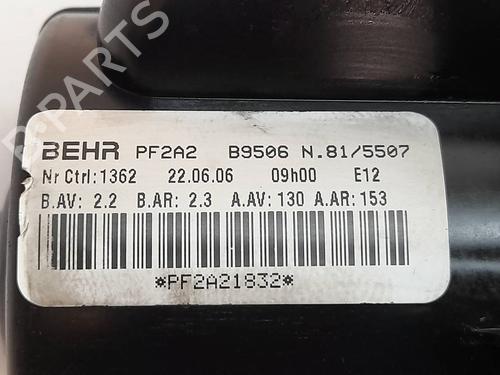 B-PARTS
BEHR PF2A2 B9506 N.81/5507
Nr Ctrl:1362 22.06.06 09h00 E12
B.AV: 2.2 B.AR: 2.3 A.AV: 130 A.AR: 153
*PF2A21832*